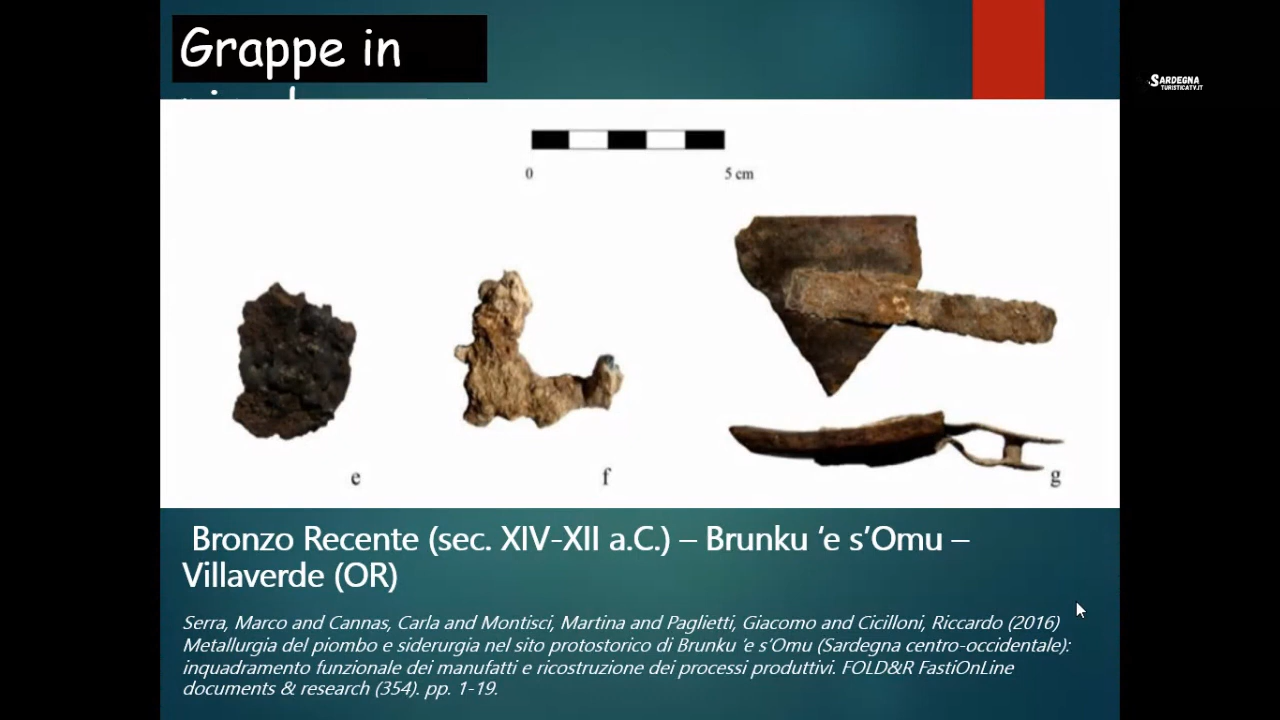 Grappe in
SARDEGNA
TURISTICATV.IT
0 5 cm
e f g
Bronzo Recente (sec. XIV-XII a.C.) – Brunku ‘e s’Omu –
Villaverde (OR)
Serra, Marco and Cannas, Carla and Montisci, Martina and Paglietti, Giacomo and Cicilloni, Riccardo (2016)
Metallurgia del piombo e siderurgia nel sito protostorico di Brunku ‘e s’Omu (Sardegna centro-occidentale):
inquadramento funzionale dei manufatti e ricostruzione dei processi produttivi. FOLD&R FastiOnLine
documents & research (354). pp. 1-19.